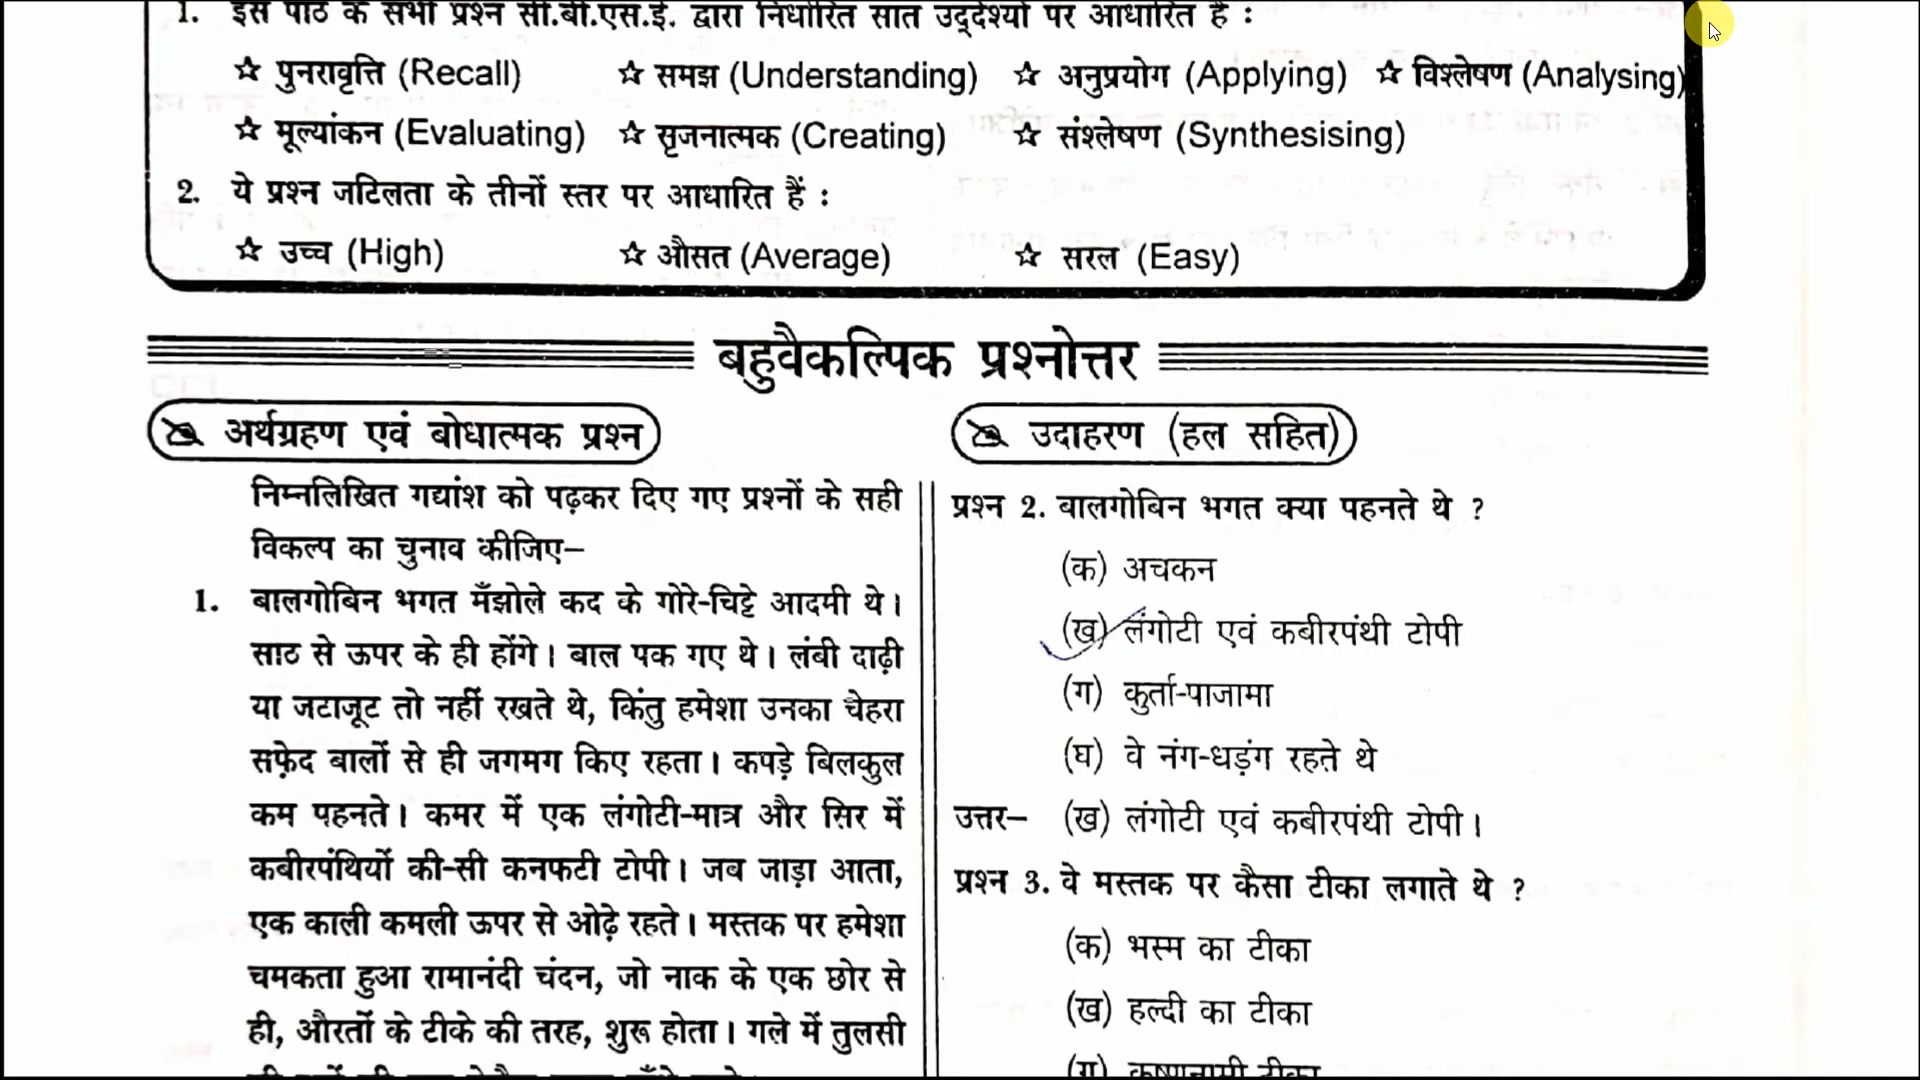 1. इस पाठ के सभी प्रश्न सी.बी.एस.ई. द्वारा निर्धारित सात उद्देश्यों पर आधारित हैं :
☆ पुनरावृत्ति (Recall) ☆ समझ (Understanding) ☆ अनुप्रयोग (Applying) ☆ विश्लेषण (Analysing)
☆ मूल्यांकन (Evaluating) ☆ सृजनात्मक (Creating) ☆ संश्लेषण (Synthesising)
2. ये प्रश्न जटिलता के तीनों स्तर पर आधारित हैं :
☆ उच्च (High) ☆ औसत (Average) ☆ सरल (Easy)
बहुवैकल्पिक प्रश्नोत्तर
अर्थग्रहण एवं बोधात्मक प्रश्न
निम्नलिखित गद्यांश को पढ़कर दिए गए प्रश्नों के सही
विकल्प का चुनाव कीजिए–
1. बालगोबिन भगत मँझोले कद के गोरे-चिट्टे आदमी थे।
साठ से ऊपर के ही होंगे। बाल पक गए थे। लंबी दाढ़ी
या जटाजूट तो नहीं रखते थे, किंतु हमेशा उनका चेहरा
सफ़ेद बालों से ही जगमग किए रहता। कपड़े बिलकुल
कम पहनते। कमर में एक लंगोटी-मात्र और सिर में
कबीरपंथियों की-सी कनफटी टोपी। जब जाड़ा आता,
एक काली कमली ऊपर से ओढ़े रहते। मस्तक पर हमेशा
चमकता हुआ रामानंदी चंदन, जो नाक के एक छोर से
ही, औरतों के टीके की तरह, शुरू होता। गले में तुलसी
उदाहरण (हल सहित)
प्रश्न 2. बालगोबिन भगत क्या पहनते थे ?
(क) अचकन
(ख) लंगोटी एवं कबीरपंथी टोपी
(ग) कुर्ता-पाजामा
(घ) वे नंग-धड़ंग रहते थे
उत्तर– (ख) लंगोटी एवं कबीरपंथी टोपी।
प्रश्न 3. वे मस्तक पर कैसा टीका लगाते थे ?
(क) भस्म का टीका
(ख) हल्दी का टीका
(ग) टीका